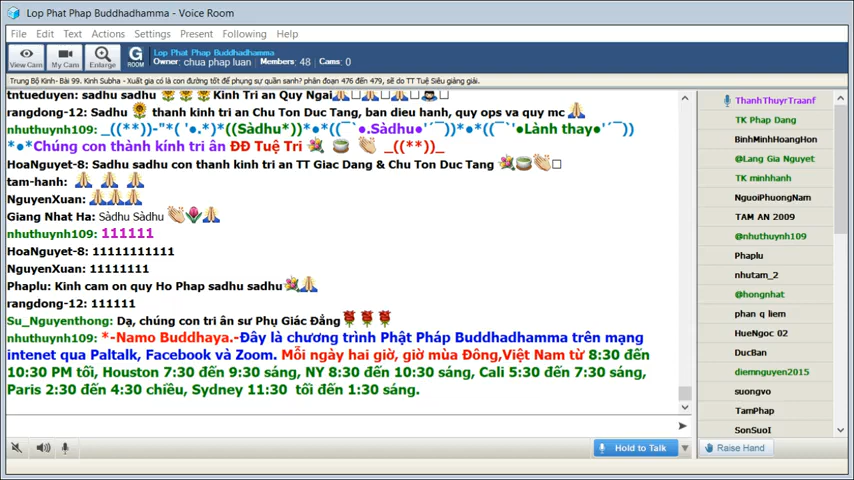 Lop Phat Phap Buddhadhamma - Voice Room
File Edit Text Actions Settings Present Following Help
View Cam My Cam Enlarge G ROOM
Lop Phat Phap Buddhadhamma
Owner: chua phap luan Members: 48 Cams: 0
Trung Bộ Kinh- Bài 99. Kinh Subha - Xuất gia có là con đường tốt để phụng sự quần sanh? phân đoạn 476 đến 479, sẽ do TT Tuệ Siêu giảng giải.
tntueduyen: sadhu sadhu 🌻🌻🌻 Kinh Tri an Quy Ngai🙏□🙏□🙏□👨‍🎓□
rangdong-12: Sadhu 🌻 thanh kinh tri an Chu Ton Duc Tang, ban dieu hanh, quy ops va quy mc 🙏
nhuthuynh109: _((**))-"*( '●.*)●((Sàdhu●*))*●*●((¯`●.Sàdhu●'´¯))*●*●((¯`'●Lành thay●'´¯))
*●*Chúng con thành kính tri ân ĐĐ Tuệ Tri 💐 🍵 👏 _((**))_
HoaNguyet-8: Sadhu sadhu con thanh kinh tri an TT Giac Dang & Chu Ton Duc Tang 💐🍵👏□
tam-hanh: 🙏 🙏 🙏
NguyenXuan: 🙏🙏🙏
Giang Nhat Ha: Sàdhu Sàdhu 👏🌷🙏
nhuthuynh109: 111111
HoaNguyet-8: 11111111111
NguyenXuan: 11111111
Phaplu: Kinh cam on quy Ho Phap sadhu sadhu💐🙏
rangdong-12: 111111
Su_Nguyenthong: Dạ, chúng con tri ân sư Phụ Giác Đẳng🌹🌹🌹
nhuthuynh109: *-Namo Buddhaya.-Đây là chương trình Phật Pháp Buddhadhamma trên mạng
intenet qua Paltalk, Facebook và Zoom. Mỗi ngày hai giờ, giờ mùa Đông,Việt Nam từ 8:30 đến
10:30 PM tối, Houston 7:30 đến 9:30 sáng, NY 8:30 đến 10:30 sáng, Cali 5:30 đến 7:30 sáng,
Paris 2:30 đến 4:30 chiều, Sydney 11:30 tối đến 1:30 sáng.
ThanhThuyrTraanf
TK Phap Dang
BinhMinhHoangHon
@Lang Gia Nguyet
TK minhhanh
NguoiPhuongNam
TAM AN 2009
@nhuthuynh109
Phaplu
nhutam_2
@hongnhat
phan q liem
HueNgoc 02
DucBan
diemnguyen2015
suongvo
TamPhap
SonSuoI
Hold to Talk
Raise Hand